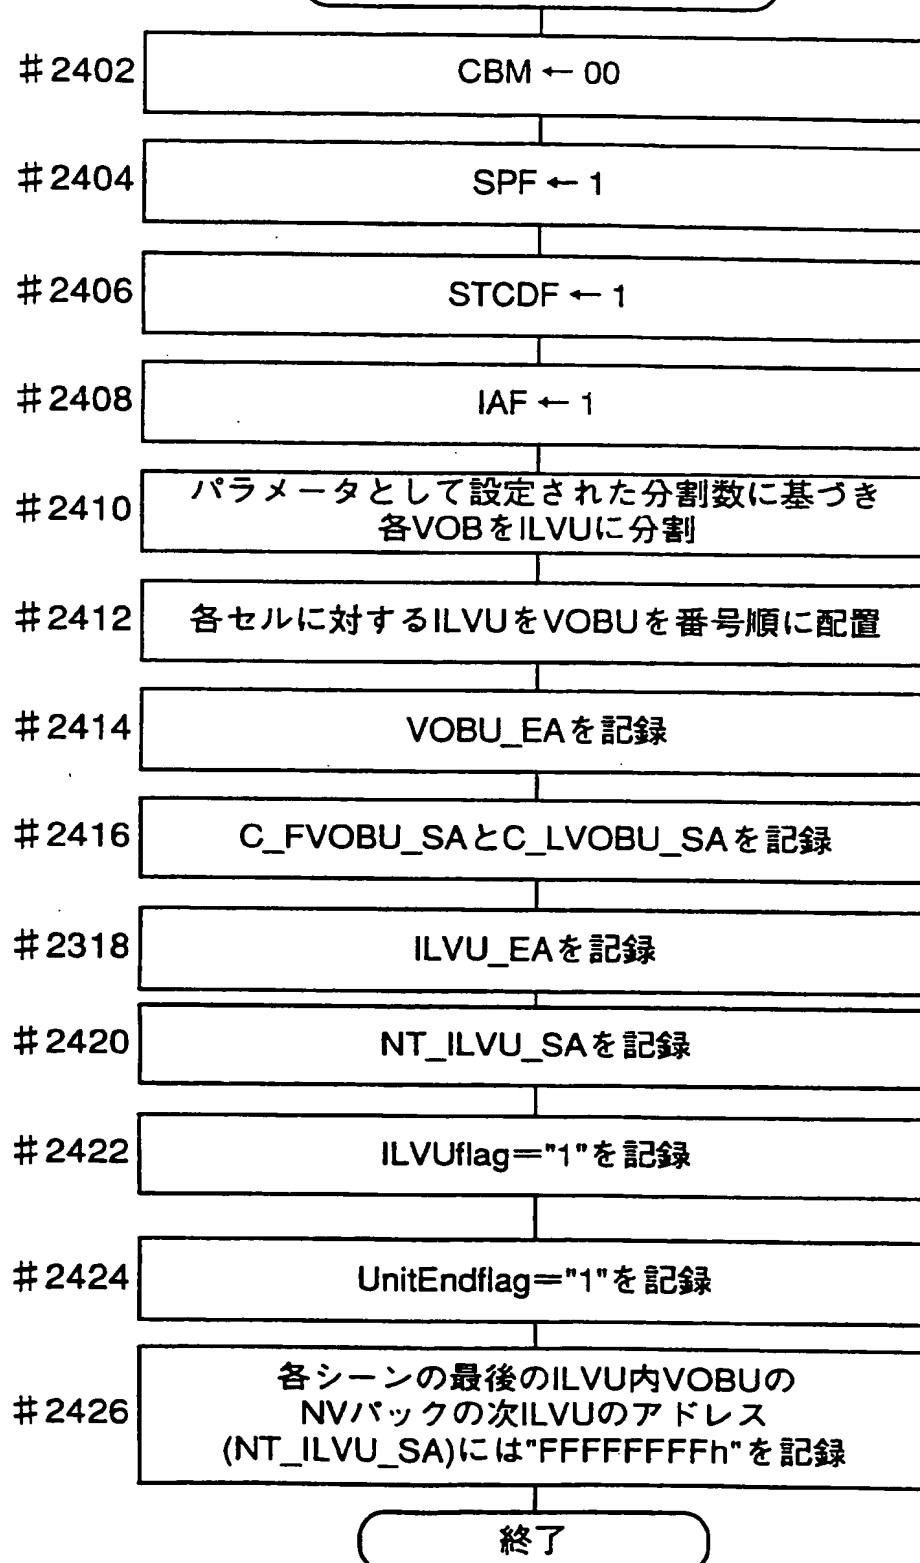 #2402 CBM ← 00
#2404 SPF ← 1
#2406 STCDF ← 1
#2408 IAF ← 1
#2410 パラメータとして設定された分割数に基づき
各VOBをILVUに分割
#2412 各セルに対するILVUをVOBUを番号順に配置
#2414 VOBU_EAを記録
#2416 C_FVOBU_SAとC_LVOBU_SAを記録
#2318 ILVU_EAを記録
#2420 NT_ILVU_SAを記録
#2422 ILVUflag="1"を記録
#2424 UnitEndflag="1"を記録
#2426 各シーンの最後のILVU内VOBUの
NVパックの次ILVUのアドレス
(NT_ILVU_SA)には"FFFFFFFFh"を記録
終了